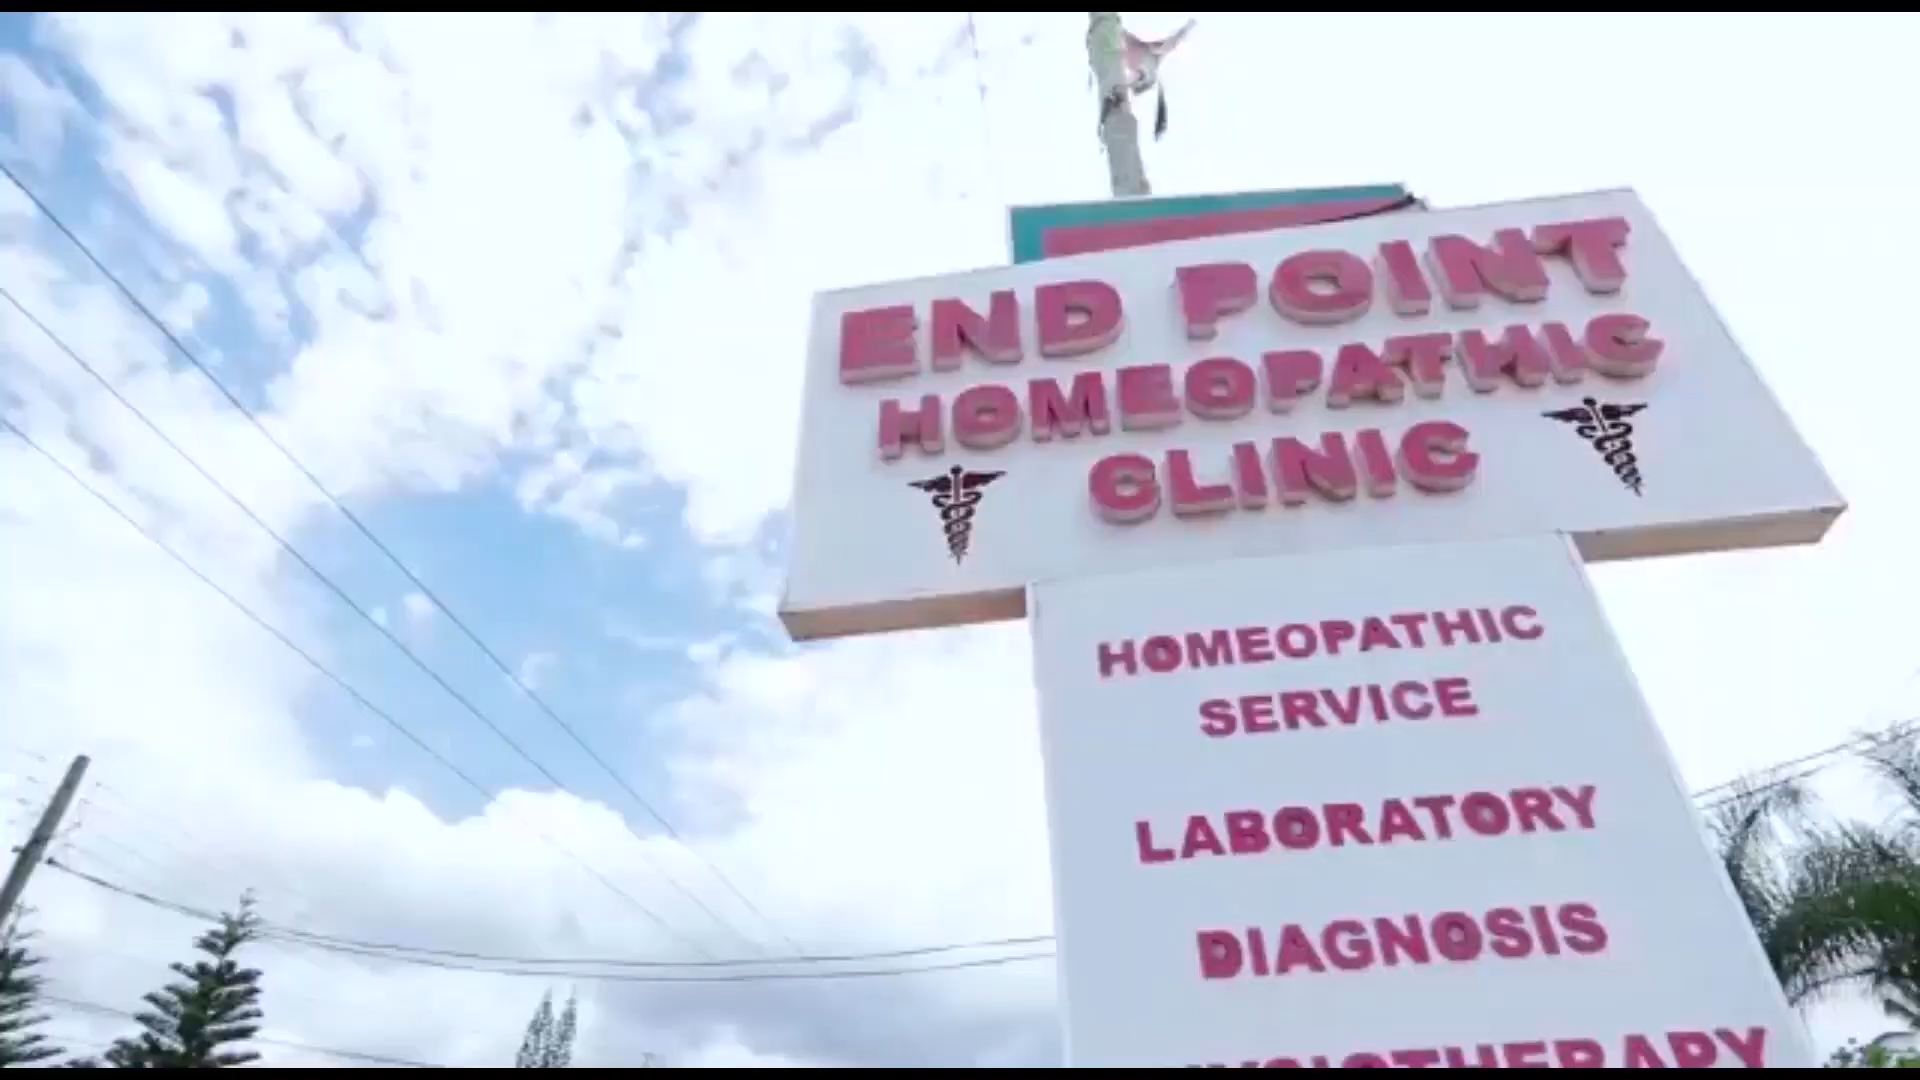 END POINT
HOMEOPATHIC
CLINIC
HOMEOPATHIC
SERVICE
LABORATORY
DIAGNOSIS